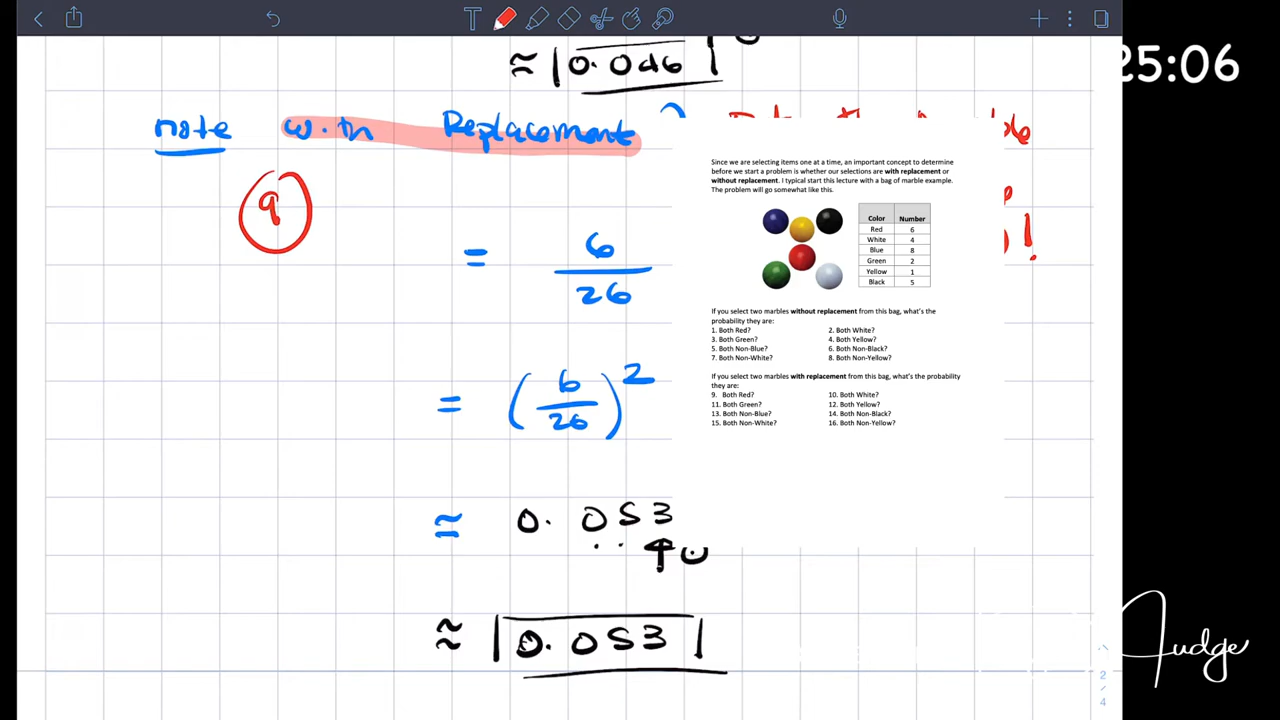 ≈ 0.046
25:06
note with Replacement
Since we are selecting items one at a time, an important concept to determine
before we start a problem is whether our selections are with replacement or
without replacement. I typical start this lecture with a bag of marble example.
The problem will go somewhat like this.
9
Color Number
Red 6
White 4
Blue 8
Green 2
Yellow 1
Black 5
= 6/26
If you select two marbles without replacement from this bag, what's the
probability they are:
1. Both Red? 2. Both White?
3. Both Green? 4. Both Yellow?
5. Both Non-Blue? 6. Both Non-Black?
7. Both Non-White? 8. Both Non-Yellow?
If you select two marbles with replacement from this bag, what's the probability
they are:
9. Both Red? 10. Both White?
11. Both Green? 12. Both Yellow?
13. Both Non-Blue? 14. Both Non-Black?
15. Both Non-White? 16. Both Non-Yellow?
= (6/26)²
≈ 0.053
≈ 0.053
Judge
2
/
4